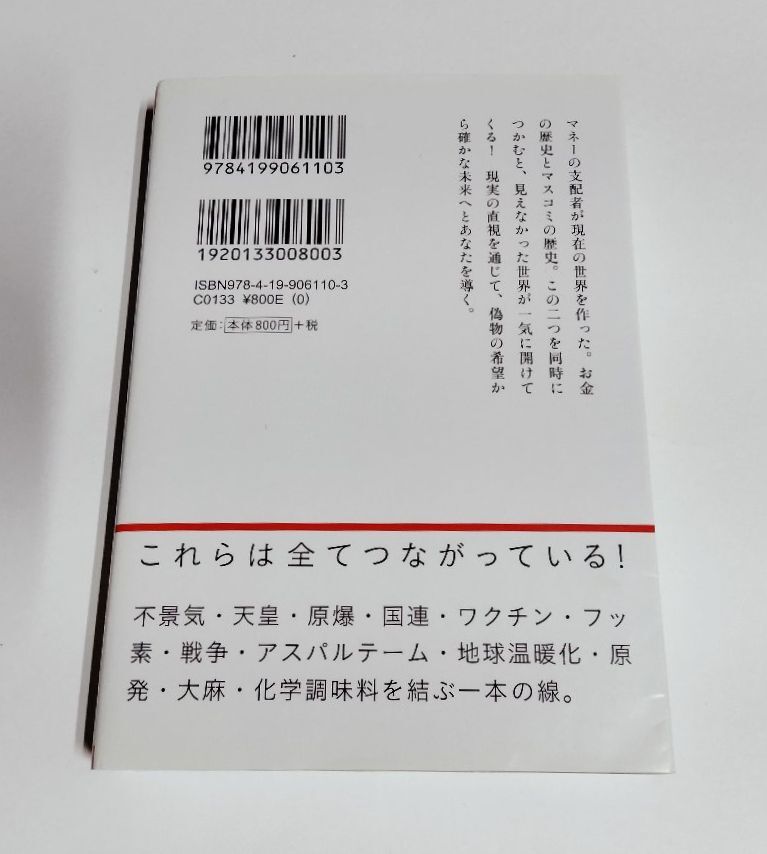 マネーの支配者が現在の世界を作った。お金
の歴史とマスコミの歴史。この二つを同時に
つかむと、見えなかった世界が一気に開けて
くる！　現実の直視を通じて、偽物の希望か
ら確かな未来へとあなたを導く。
9784199061103
1920133008003
ISBN978-4-19-906110-3
C0133 ¥800E (0)
定価：本体800円＋税
これらは全てつながっている！
不景気・天皇・原爆・国連・ワクチン・フッ
素・戦争・アスパルテーム・地球温暖化・原
発・大麻・化学調味料を結ぶ一本の線。